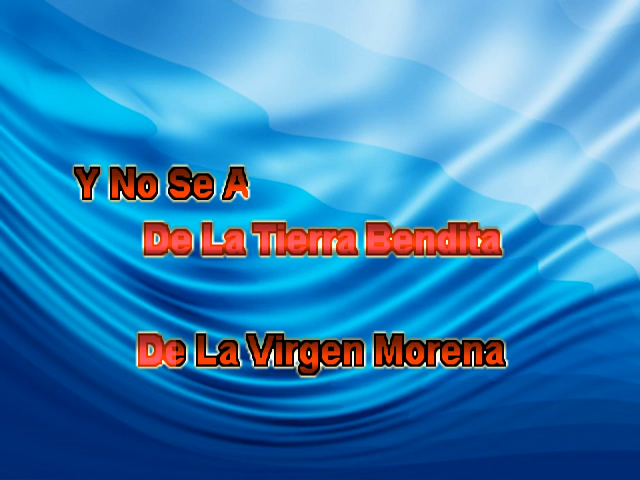 Y No Se A
De La Tierra Bendita
De La Virgen Morena